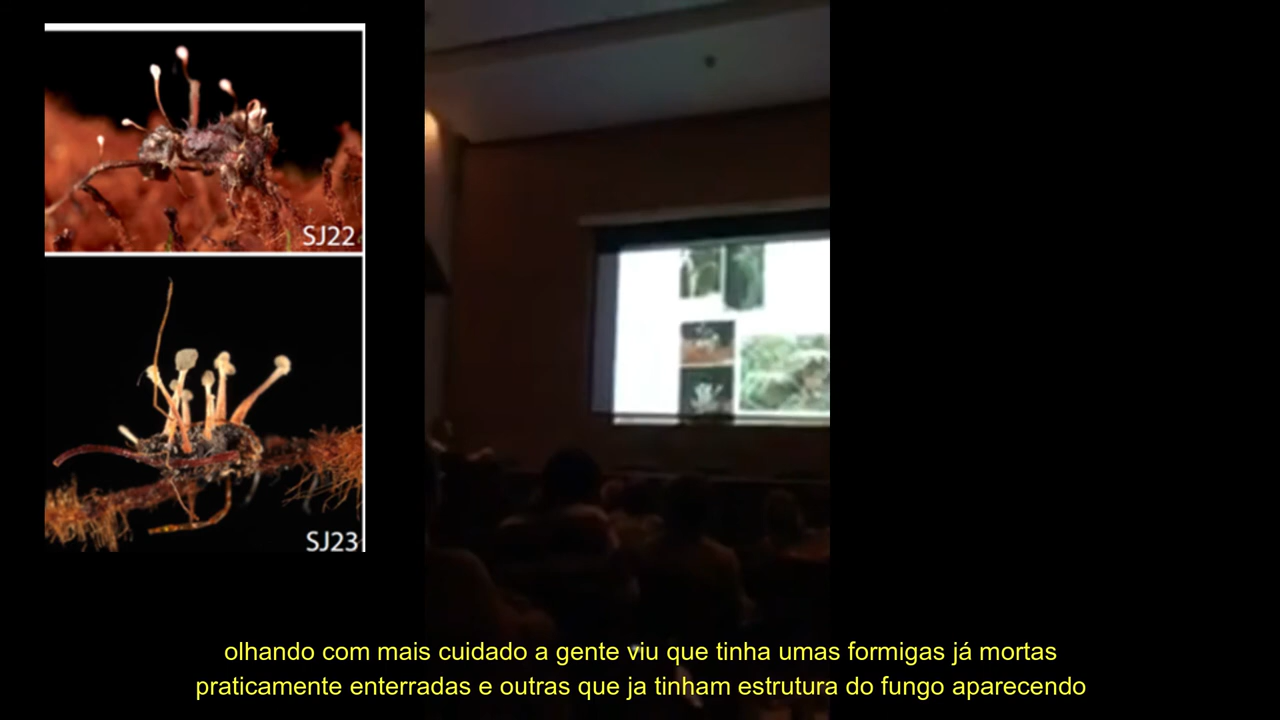 SJ22
SJ23
olhando com mais cuidado a gente viu que tinha umas formigas já mortas
praticamente enterradas e outras que ja tinham estrutura do fungo aparecendo